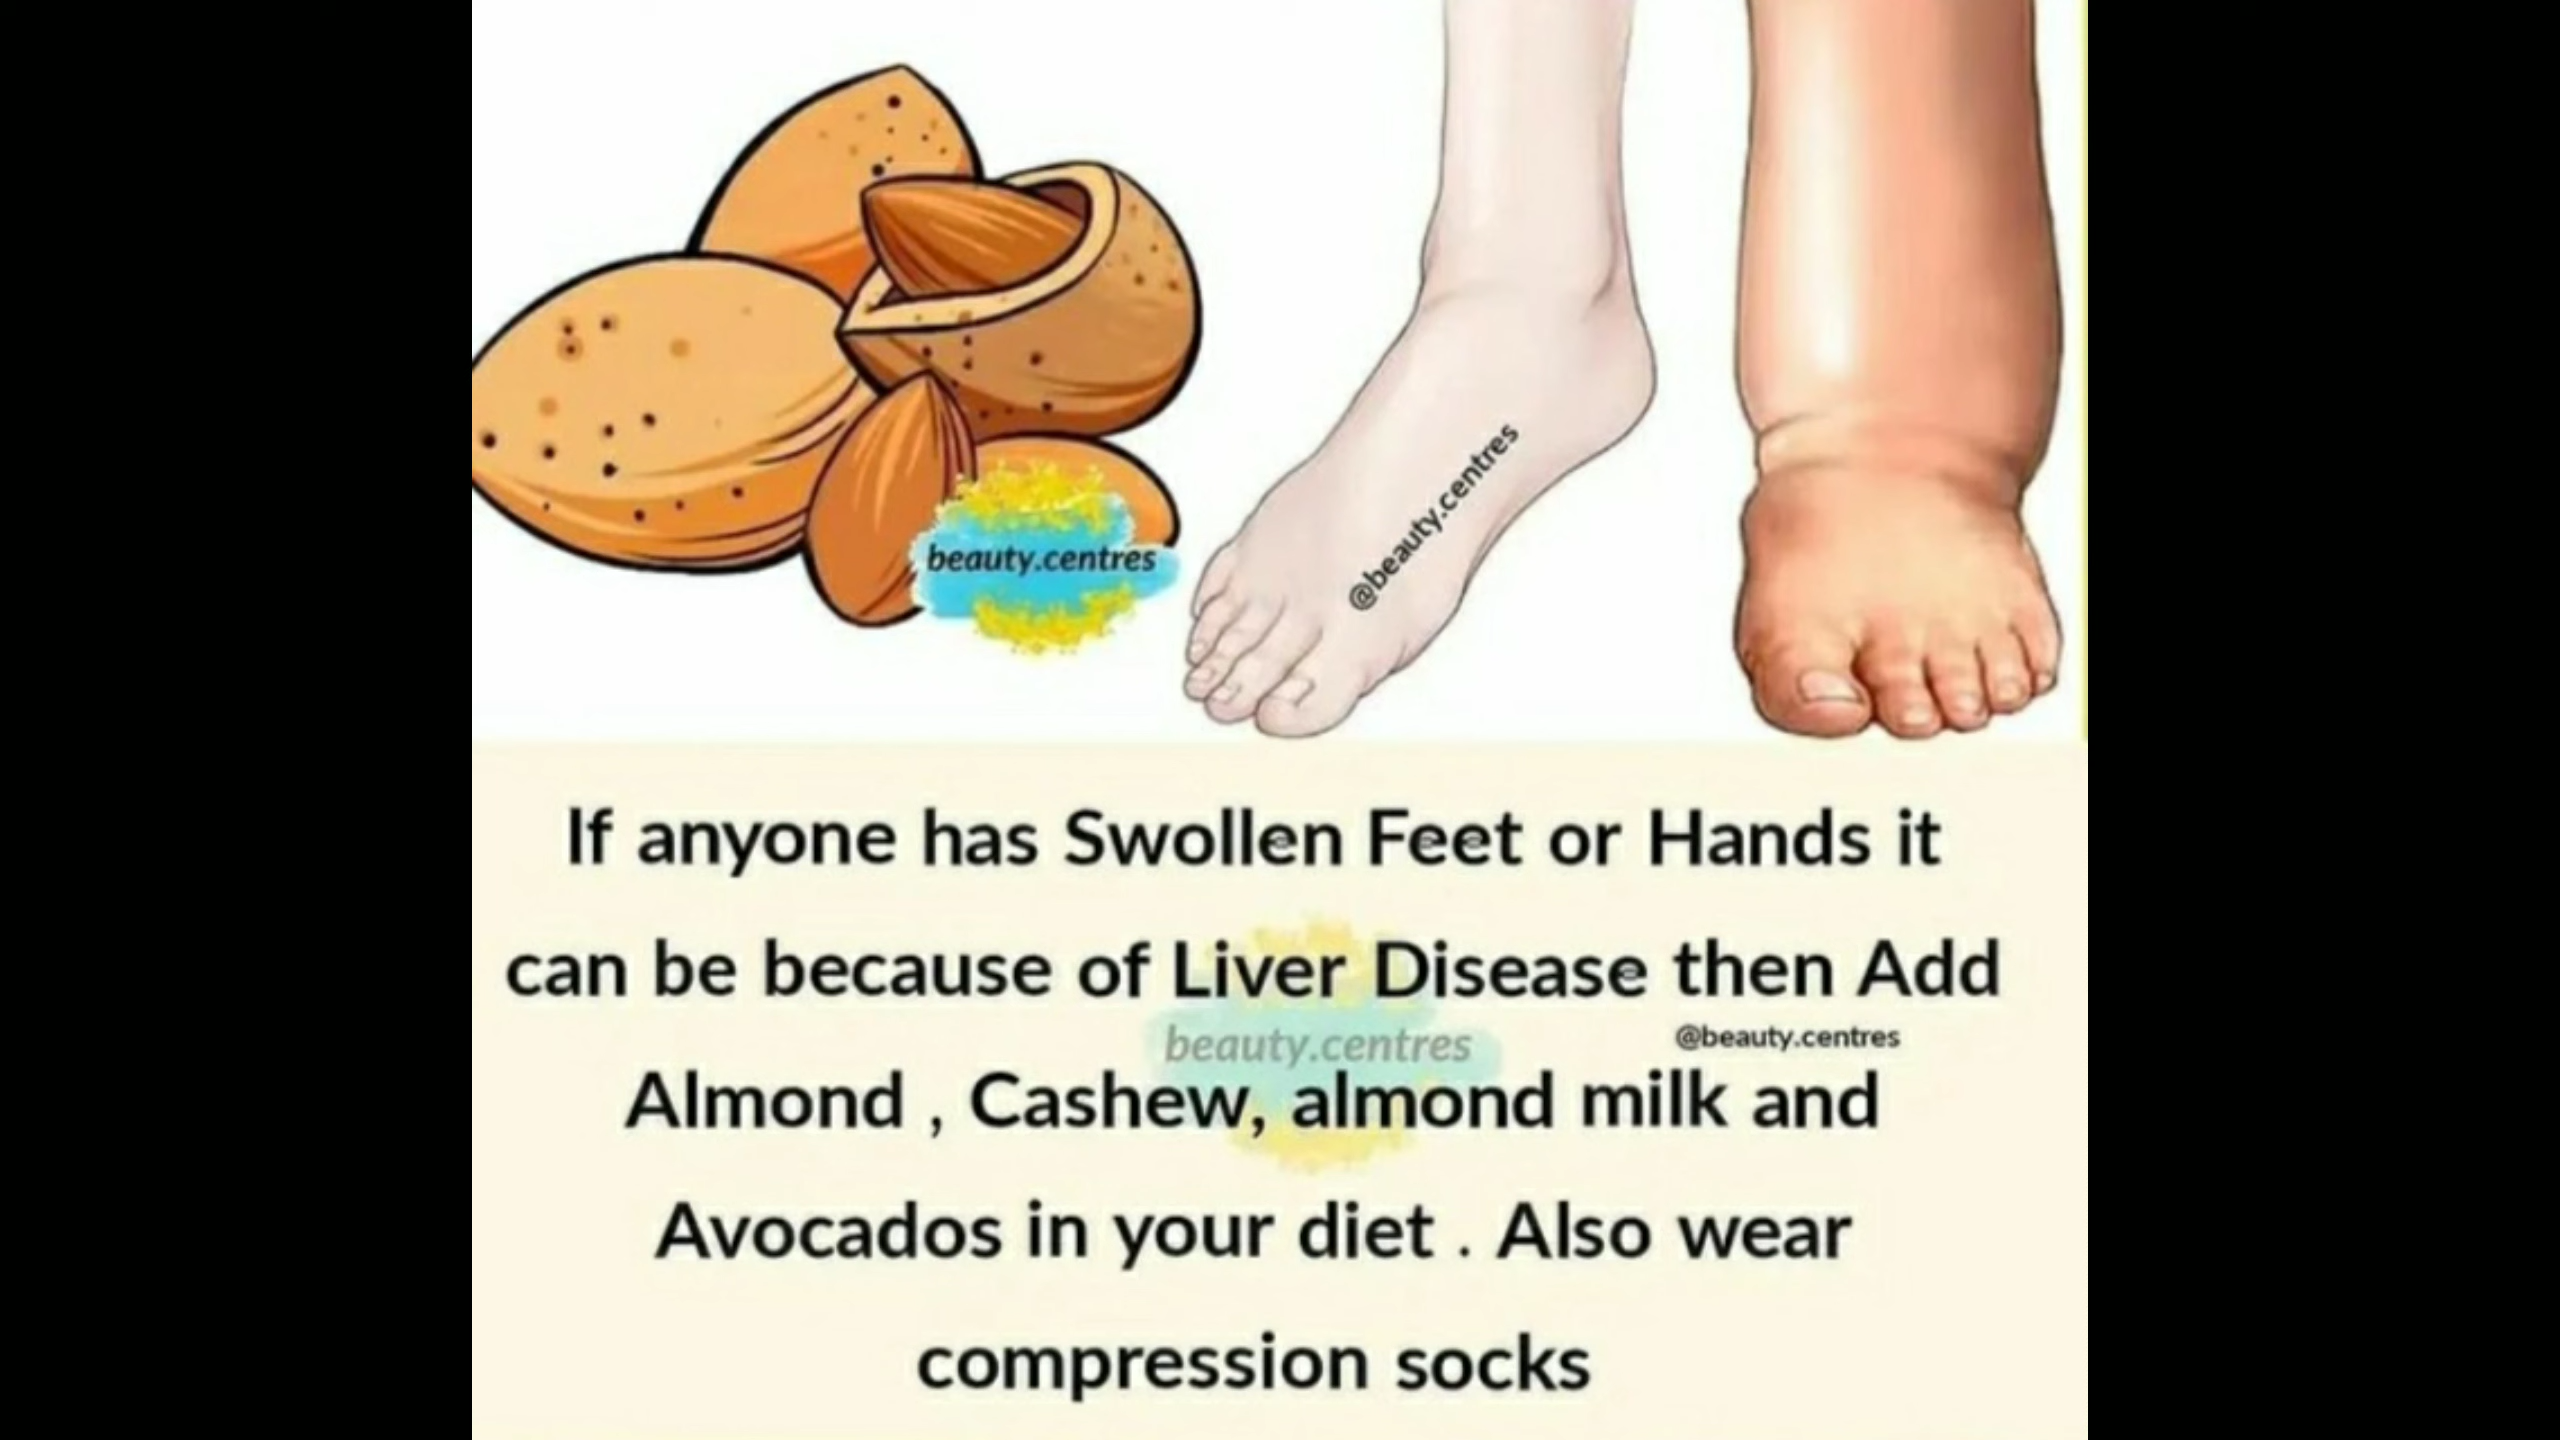 beauty.centres
@beauty.centres
If anyone has Swollen Feet or Hands it
can be because of Liver Disease then Add
beauty.centres
@beauty.centres
Almond , Cashew, almond milk and
Avocados in your diet . Also wear
compression socks